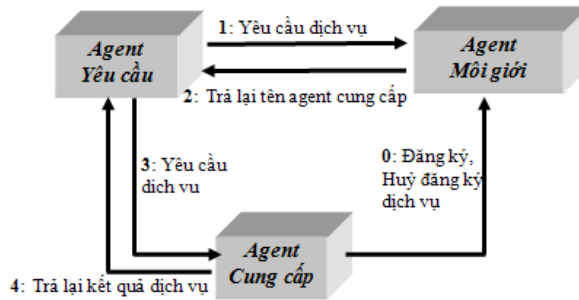 Agent
Yêu cầu
1: Yêu cầu dịch vụ
Agent
Môi giới
2: Trả lại tên agent cung cấp
3: Yêu cầu
dich vu
0: Đăng ký,
Huỷ đăng ký
dịch vụ
Agent
Cung cấp
4: Trả lại kết quả dịch vụ